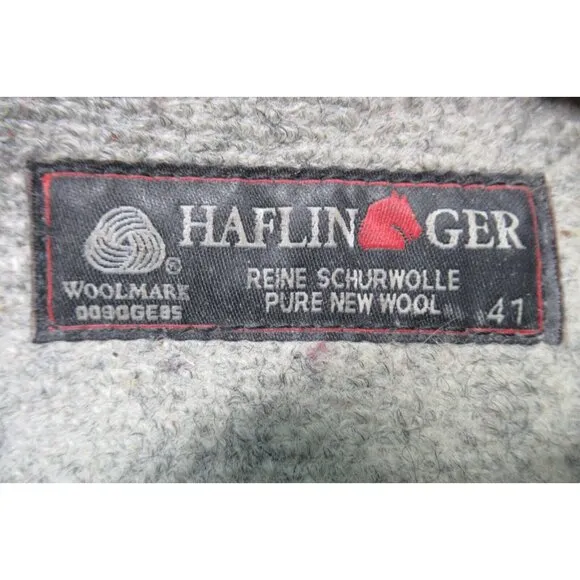 HAFLINGER
REINE SCHURWOLLE
PURE NEW WOOL 41
WOOLMARK ®